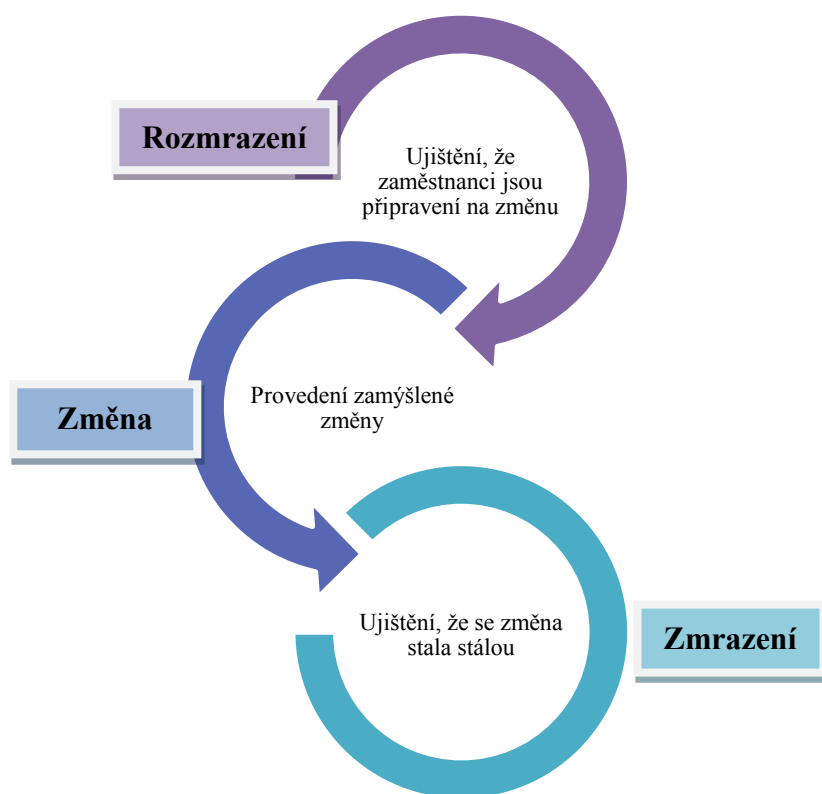 Rozmrazení
Ujištění, že
zaměstnanci jsou
připravení na změnu
Změna
Provedení zamýšlené
změny
Ujištění, že se změna
stala stálou
Zmrazení